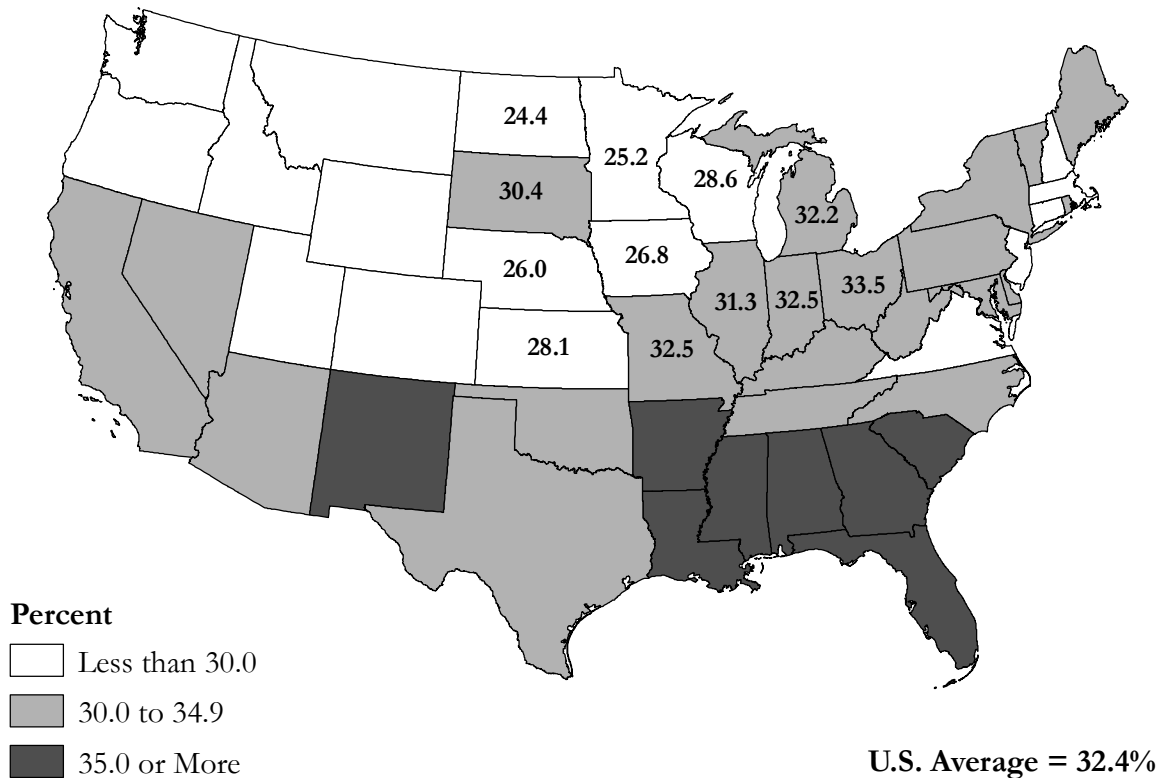 24.4
25.2
28.6
30.4
32.2
26.0
26.8
31.3
32.5
33.5
28.1
32.5
Percent
Less than 30.0
30.0 to 34.9
35.0 or More
U.S. Average = 32.4%